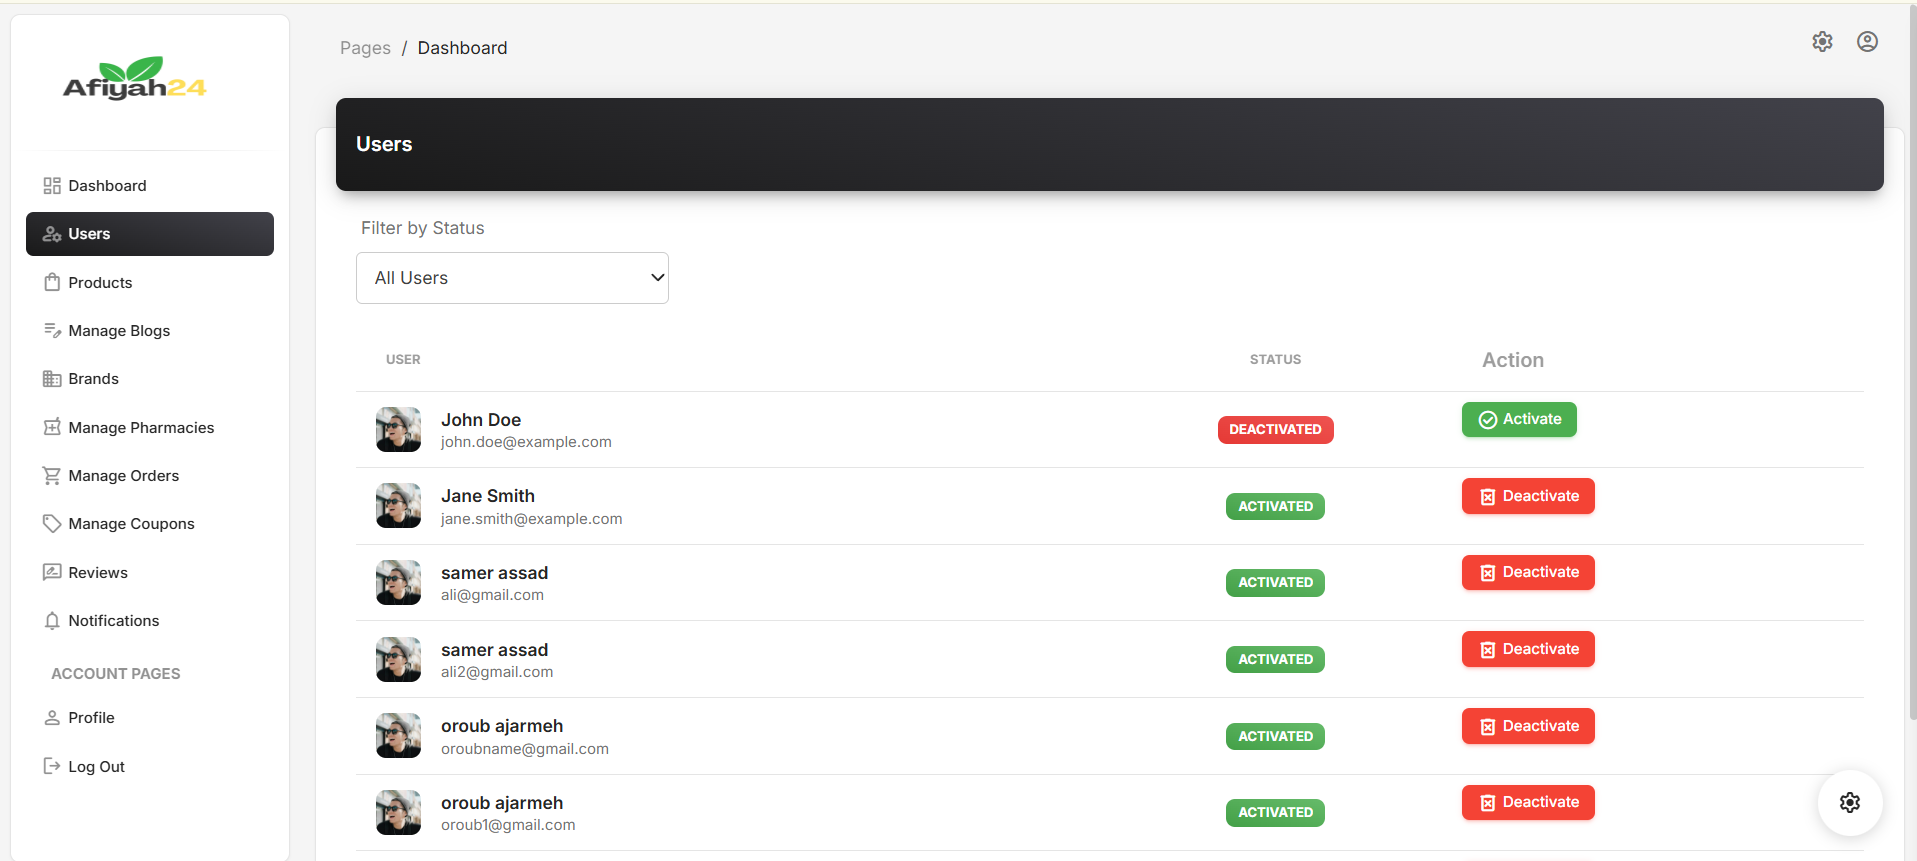 Afiyah24
Pages / Dashboard
Dashboard
Users
Products
Manage Blogs
Brands
Manage Pharmacies
Manage Orders
Manage Coupons
Reviews
Notifications
ACCOUNT PAGES
Profile
Log Out
Users
Filter by Status
All Users
USER STATUS Action
John Doe
john.doe@example.com
DEACTIVATED
Activate
Jane Smith
jane.smith@example.com
ACTIVATED
Deactivate
samer assad
ali@gmail.com
ACTIVATED
Deactivate
samer assad
ali2@gmail.com
ACTIVATED
Deactivate
oroub ajarmeh
oroubname@gmail.com
ACTIVATED
Deactivate
oroub ajarmeh
oroub1@gmail.com
ACTIVATED
Deactivate